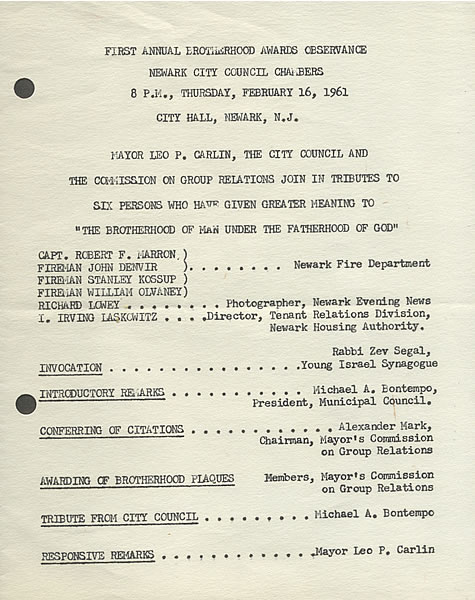 FIRST ANNUAL BROTHERHOOD AWARDS OBSERVANCE
NEWARK CITY COUNCIL CHAMBERS
8 P.M., THURSDAY, FEBRUARY 16, 1961
CITY HALL, NEWARK, N.J.
MAYOR LEO P. CARLIN, THE CITY COUNCIL AND
THE COMMISSION ON GROUP RELATIONS JOIN IN TRIBUTES TO
SIX PERSONS WHO HAVE GIVEN GREATER MEANING TO
"THE BROTHERHOOD OF MAN UNDER THE FATHERHOOD OF GOD"
CAPT. ROBERT F. MARRON )
FIREMAN JOHN DENVIR ) . . . . . . . . Newark Fire Department
FIREMAN STANLEY KOSSUP )
FIREMAN WILLIAM OLVANEY)
RICHARD LOWEY . . . . . . . . . . . . Photographer, Newark Evening News
I. IRVING LASKOWITZ . . . . .Director, Tenant Relations Division,
Newark Housing Authority.
Rabbi Zev Segal,
INVOCATION . . . . . . . . . . . . . . . . .Young Israel Synagogue
INTRODUCTORY REMARKS . . . . . . . . . . . . Michael A. Bontempo,
President, Municipal Council.
CONFERRING OF CITATIONS . . . . . . . . . . . . . Alexander Mark,
Chairman, Mayor's Commission
on Group Relations
AWARDING OF BROTHERHOOD PLAQUES Members, Mayor's Commission
on Group Relations
TRIBUTE FROM CITY COUNCIL . . . . . . . . . Michael A. Bontempo
RESPONSIVE REMARKS . . . . . . . . . . . . .Mayor Leo P. Carlin